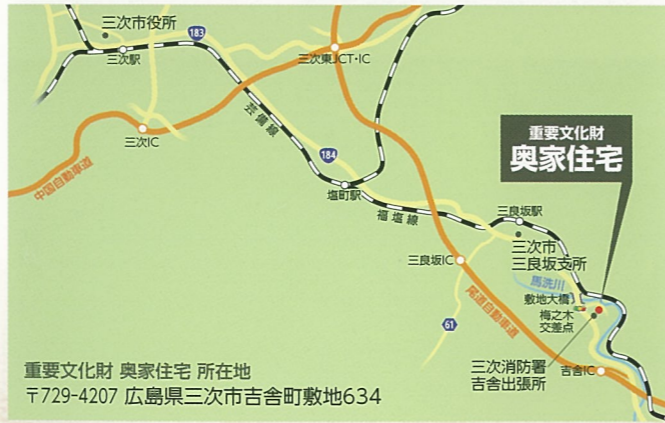 三次市役所
183
三次駅
三次東JCT・IC
三次IC
中国自動車道
芸備線
184
塩町駅
福塩線
重要文化財
奥家住宅
三良坂駅
三次市
三良坂支所
三良坂IC
馬洗川
敷地大橋
梅之木
交差点
61
尾道自動車道
三次消防署
吉舎出張所
吉舎IC
重要文化財 奥家住宅 所在地
〒729-4207 広島県三次市吉舎町敷地634